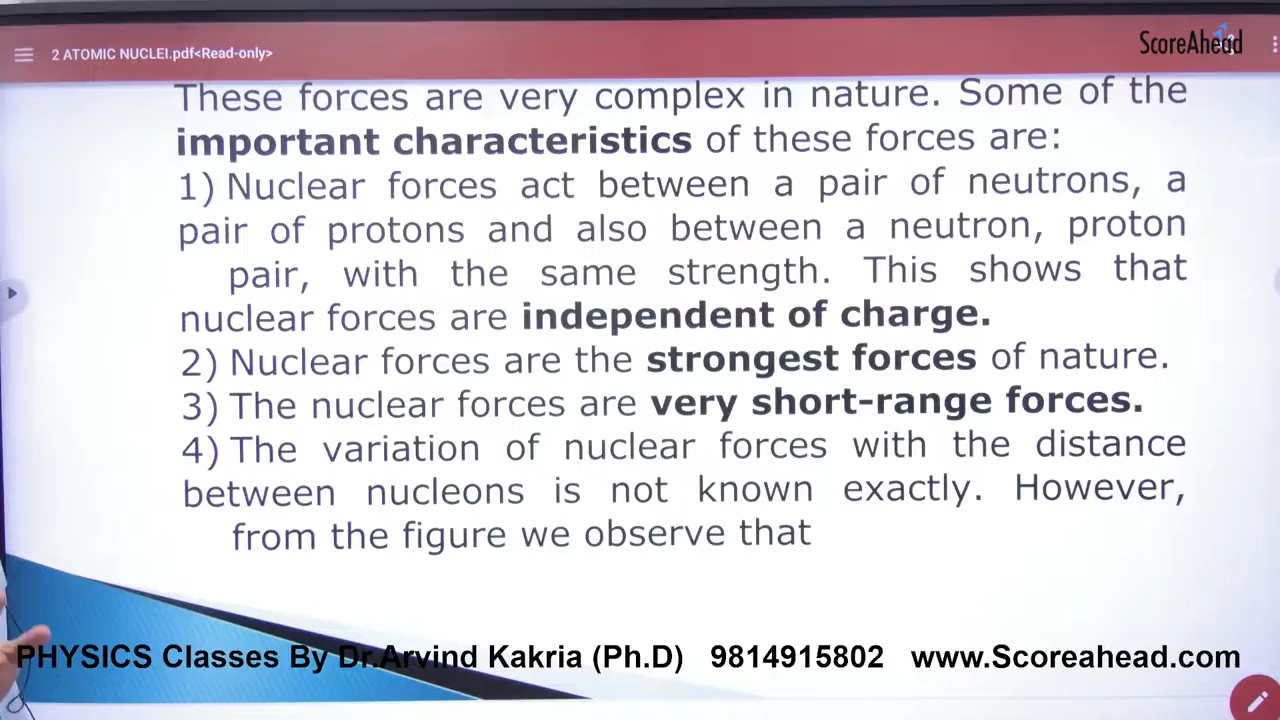 ScoreAhead
2 ATOMIC NUCLEI.pdf<Read-only>
These forces are very complex in nature. Some of the
important characteristics of these forces are:
1) Nuclear forces act between a pair of neutrons, a
pair of protons and also between a neutron, proton
pair, with the same strength. This shows that
nuclear forces are independent of charge.
2) Nuclear forces are the strongest forces of nature.
3) The nuclear forces are very short-range forces.
4) The variation of nuclear forces with the distance
between nucleons is not known exactly. However,
from the figure we observe that
PHYSICS Classes By Dr.Arvind Kakria (Ph.D) 9814915802 www.Scoreahead.com